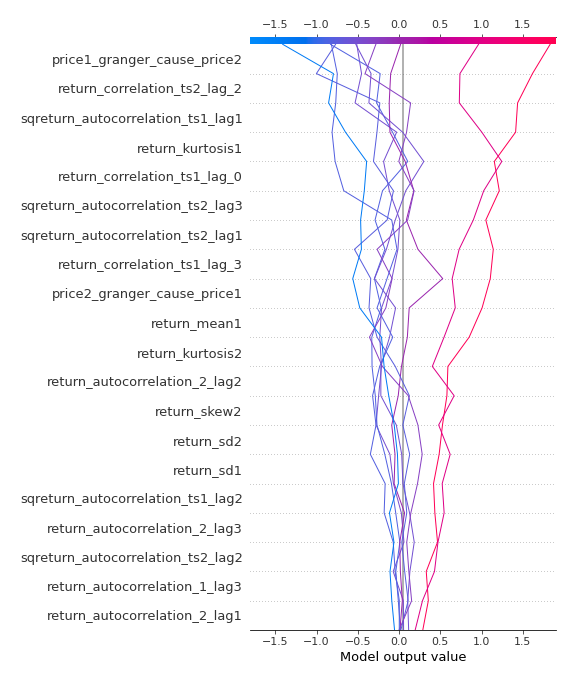 −1.5 −1.0 −0.5 0.0 0.5 1.0 1.5
price1_granger_cause_price2
return_correlation_ts2_lag_2
sqreturn_autocorrelation_ts1_lag1
return_kurtosis1
return_correlation_ts1_lag_0
sqreturn_autocorrelation_ts2_lag3
sqreturn_autocorrelation_ts2_lag1
return_correlation_ts1_lag_3
price2_granger_cause_price1
return_mean1
return_kurtosis2
return_autocorrelation_2_lag2
return_skew2
return_sd2
return_sd1
sqreturn_autocorrelation_ts1_lag2
return_autocorrelation_2_lag3
sqreturn_autocorrelation_ts2_lag2
return_autocorrelation_1_lag3
return_autocorrelation_2_lag1
−1.5 −1.0 −0.5 0.0 0.5 1.0 1.5
Model output value